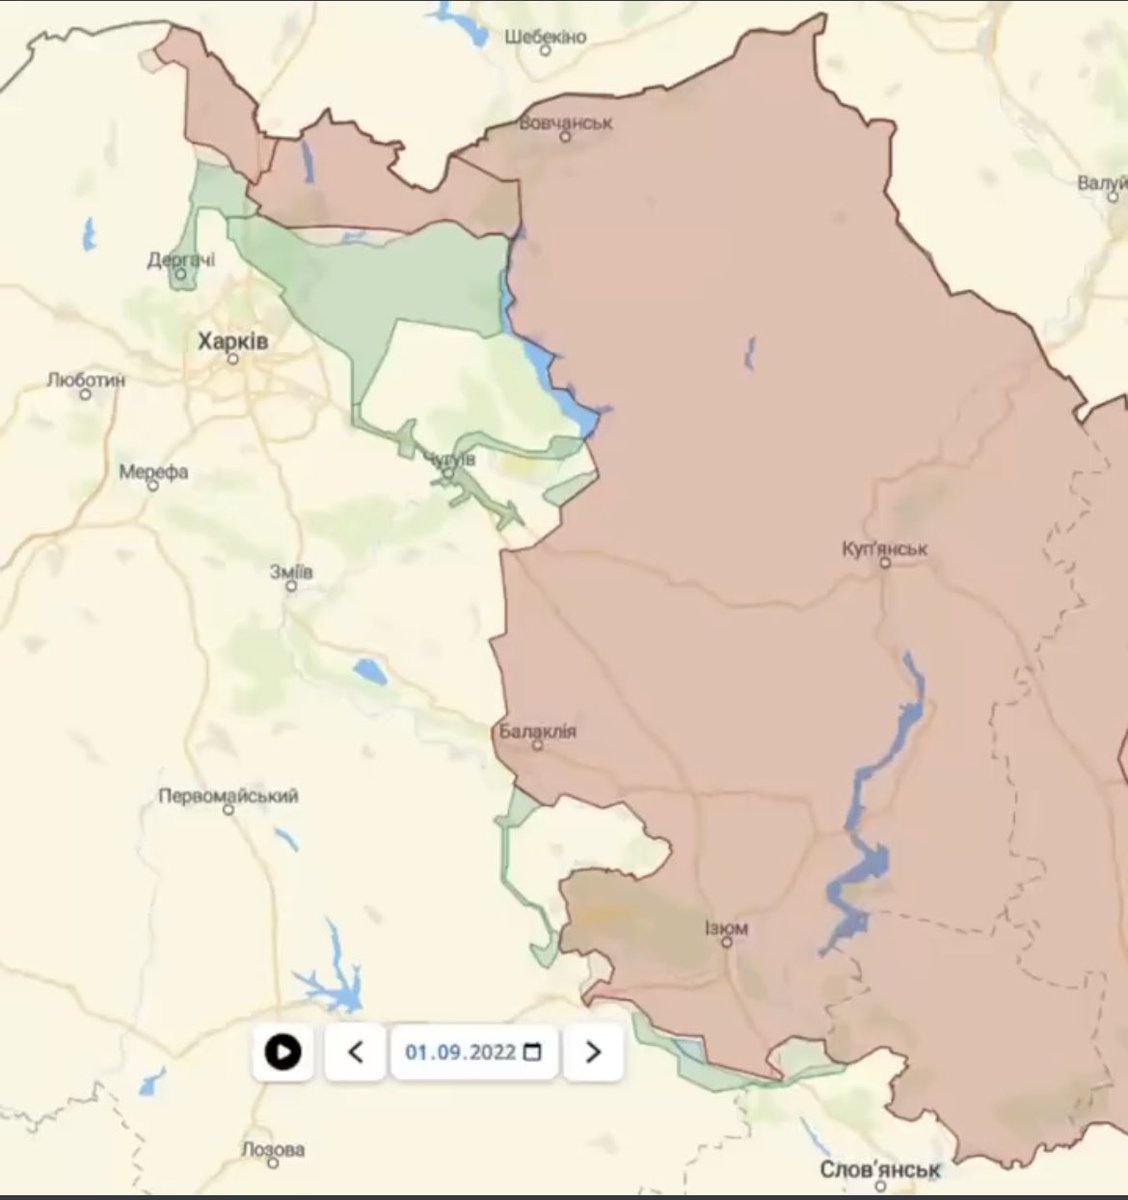 Шебекіно
Вовчанськ
Валуй
Дергачі
Харків
Люботин
Чугуїв
Мерефа
Куп'янськ
Зміїв
Балаклія
Первомайський
Ізюм
01.09.2022
Лозова
Слов'янськ